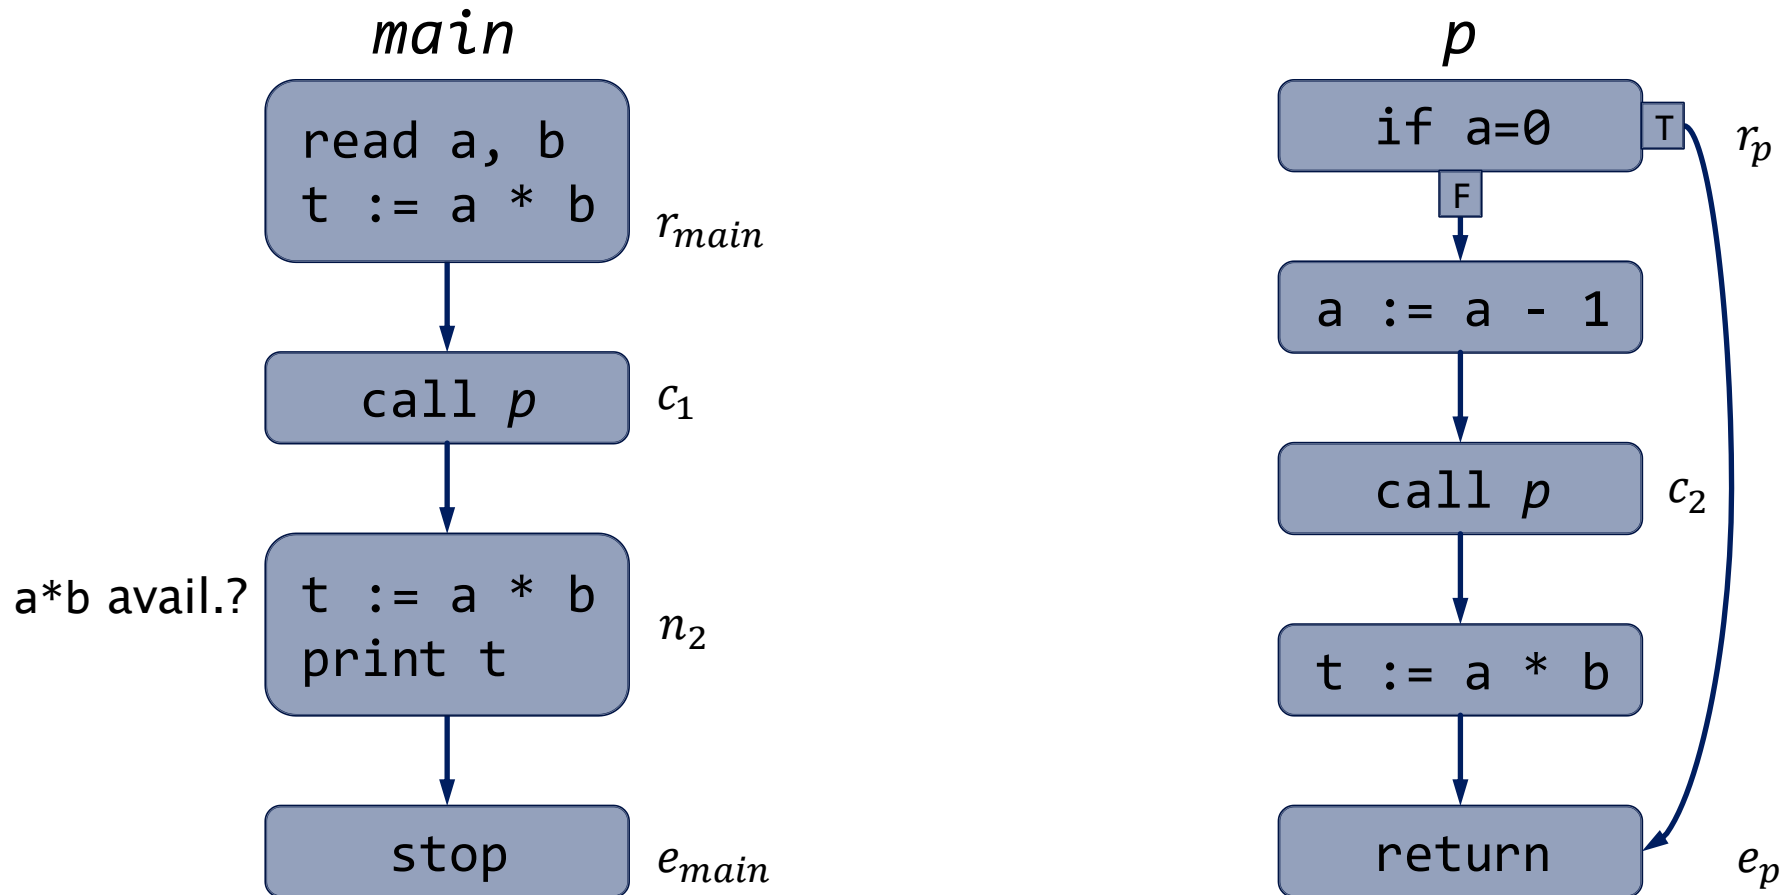 main
read a, b
t := a * b
r_main
call p
c_1
a*b avail.?
t := a * b
print t
n_2
stop
e_main
p
if a=0
T
r_p
F
a := a - 1
call p
c_2
t := a * b
return
e_p